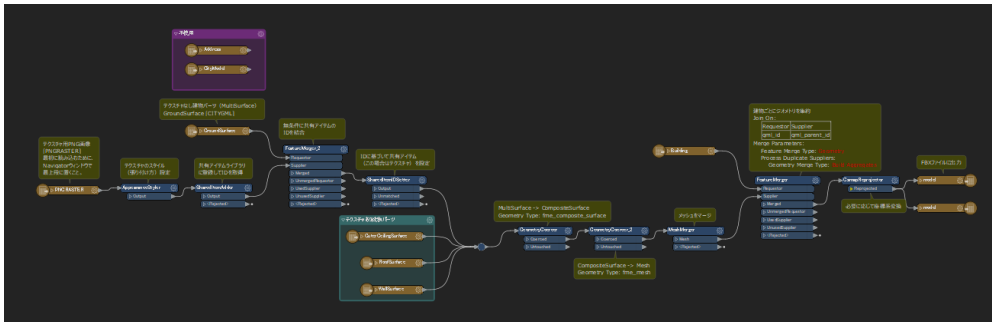 不使用
Address
CityModel
テクスチャなし建物パーツ (MultiSurface)
GroundSurface [CITYGML]
GroundSurface
無条件に共有アイテムの
IDを結合
FeatureMerger_2
Requestor
Supplier
Merged
UnmergedRequestor
UsedSupplier
UnusedSupplier
<Rejected>
テクスチャ用PNG画像
[PNGRASTER]
最初に読み込むために
Navigatorウィンドウで
最上段に置くこと。
PNGRASTER
テクスチャのスタイル
(張りかい方) 設定
AppearanceStyler
Output
<Rejected>
共有アイテムライブラリ
に登録してIDを取得
SharedItemAdder
Output
<Rejected>
IDに基づいて共有アイテム
(この場合はテクスチャ) を設定
SharedItemIDSetter
Output
Unmatched
<Rejected>
テクスチャあり建物パーツ
OuterCeilingSurface
RoofSurface
WallSurface
MultiSurface -> CompositeSurface
Geometry Type: fme_composite_surface
GeometryCoercer
Coerced
Untouched
GeometryCoercer_2
Coerced
Untouched
CompositeSurface -> Mesh
Geometry Type: fme_mesh
メッシュをマージ
MeshMerger
Mesh
<Rejected>
建物ごとにジオメトリを集約
Join On:
Requestor Supplier
gml_id gml_parent_id
Merge Parameters:
Feature Merge Type:
Process Duplicate Suppliers:
Geometry Merge Type:
Building
FeatureMerger
Requestor
Supplier
Merged
UnmergedRequestor
UsedSupplier
UnusedSupplier
<Rejected>
CsmapReprojector
Reprojected
必要に応じて座標系変換
FBXファイル出力